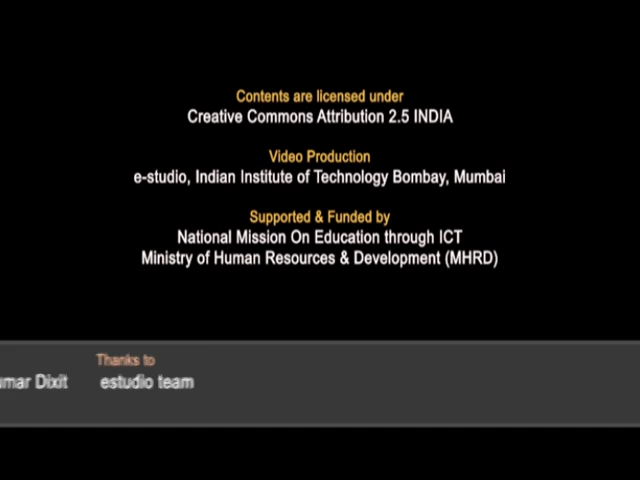 Contents are licensed under
Creative Commons Attribution 2.5 INDIA
Video Production
e-studio, Indian Institute of Technology Bombay, Mumbai
Supported & Funded by
National Mission On Education through ICT
Ministry of Human Resources & Development (MHRD)
Thanks to
Dixit estudio team